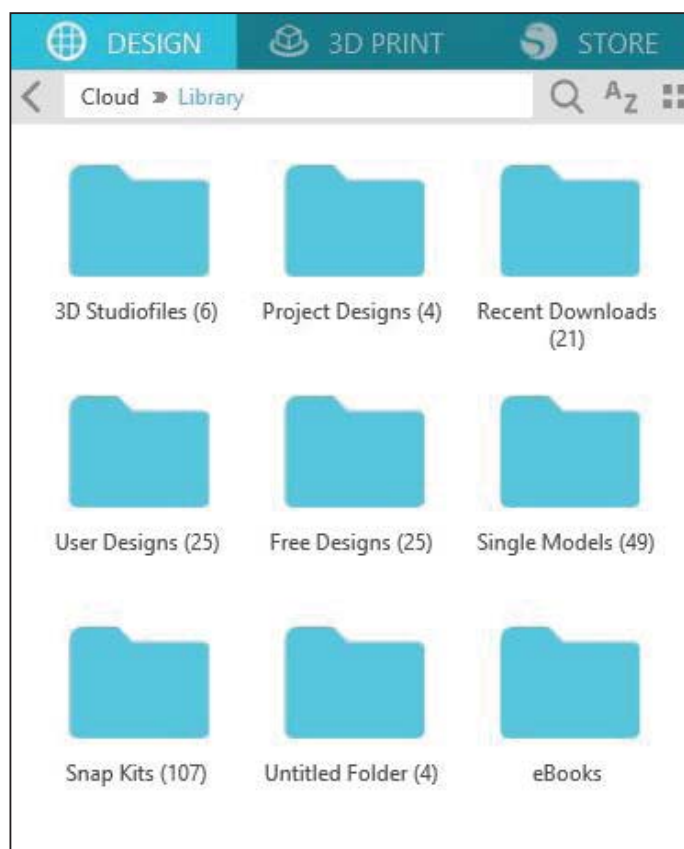 DESIGN 3D PRINT STORE
Cloud » Library AZ
3D Studiofiles (6) Project Designs (4) Recent Downloads
(21)
User Designs (25) Free Designs (25) Single Models (49)
Snap Kits (107) Untitled Folder (4) eBooks